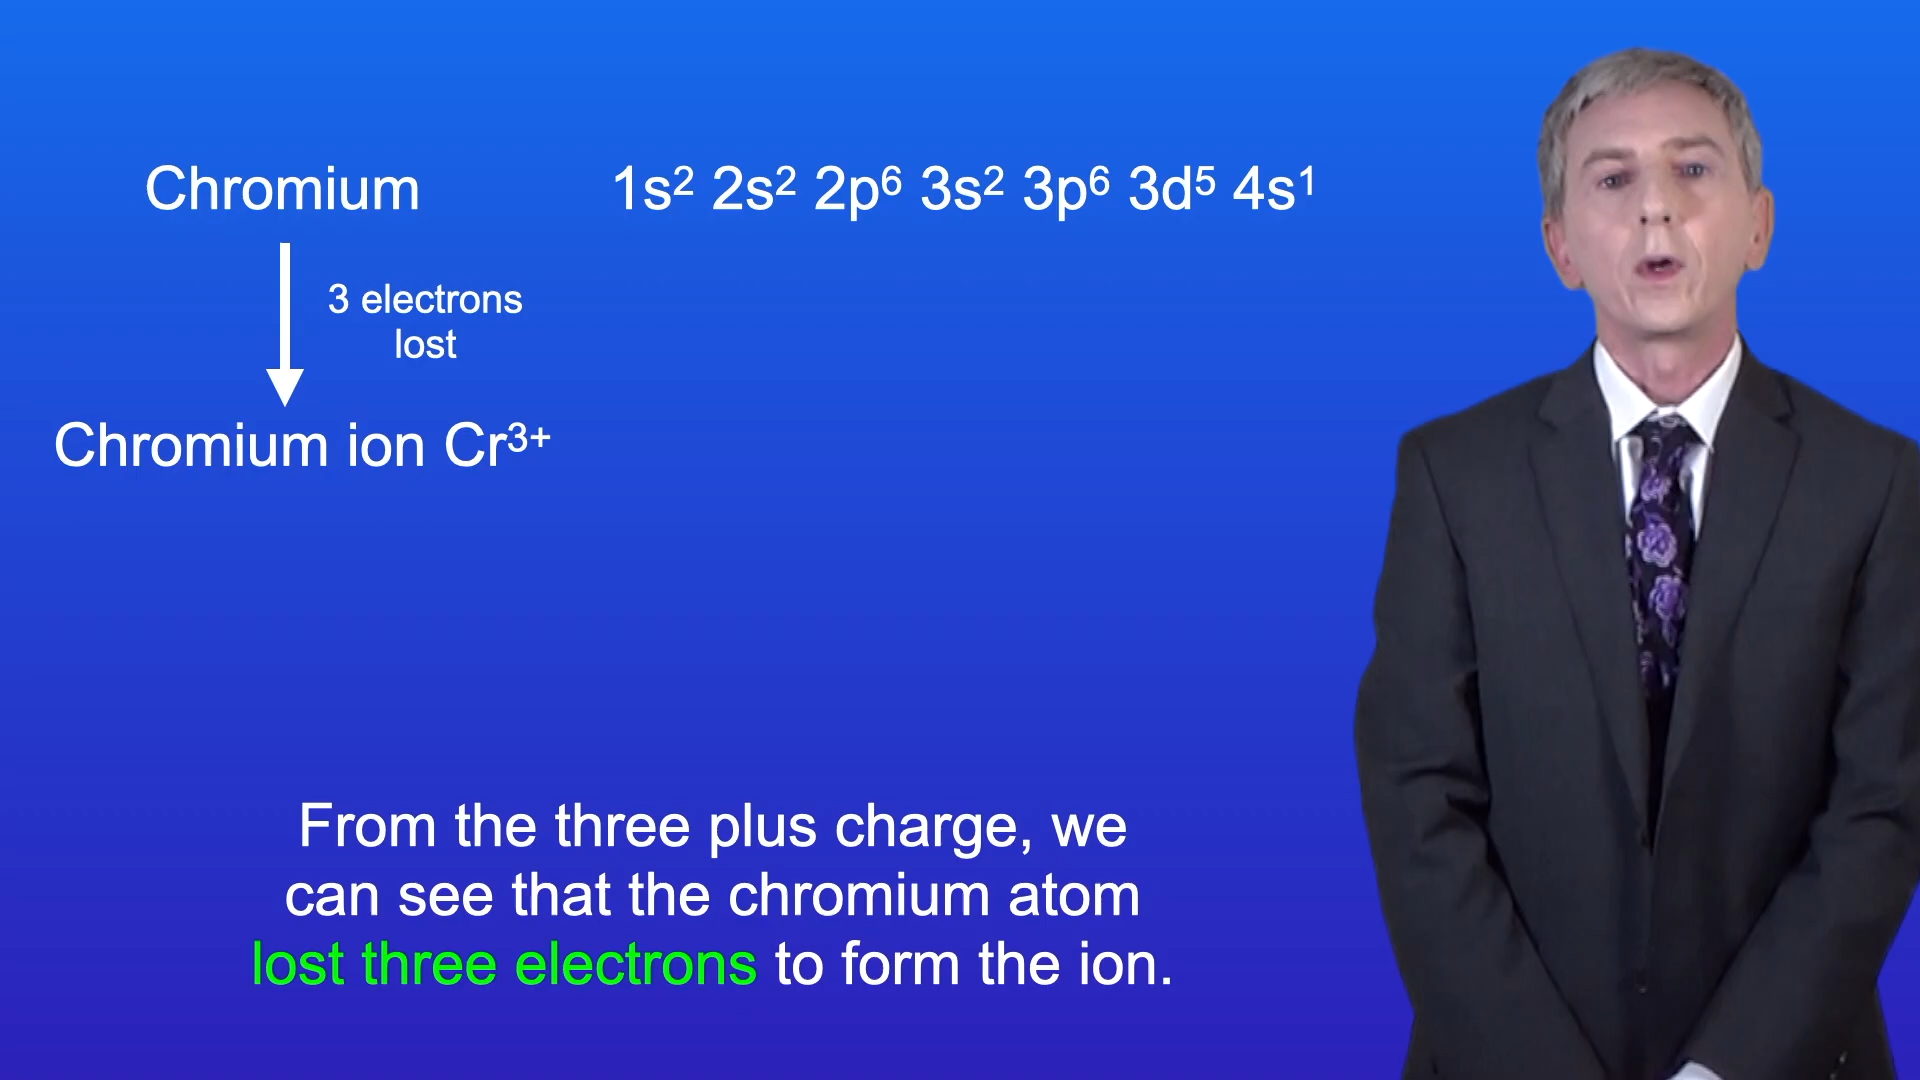 Chromium 1s² 2s² 2p⁶ 3s² 3p⁶ 3d⁵ 4s¹
3 electrons
lost
Chromium ion Cr³⁺
From the three plus charge, we
can see that the chromium atom
lost three electrons to form the ion.